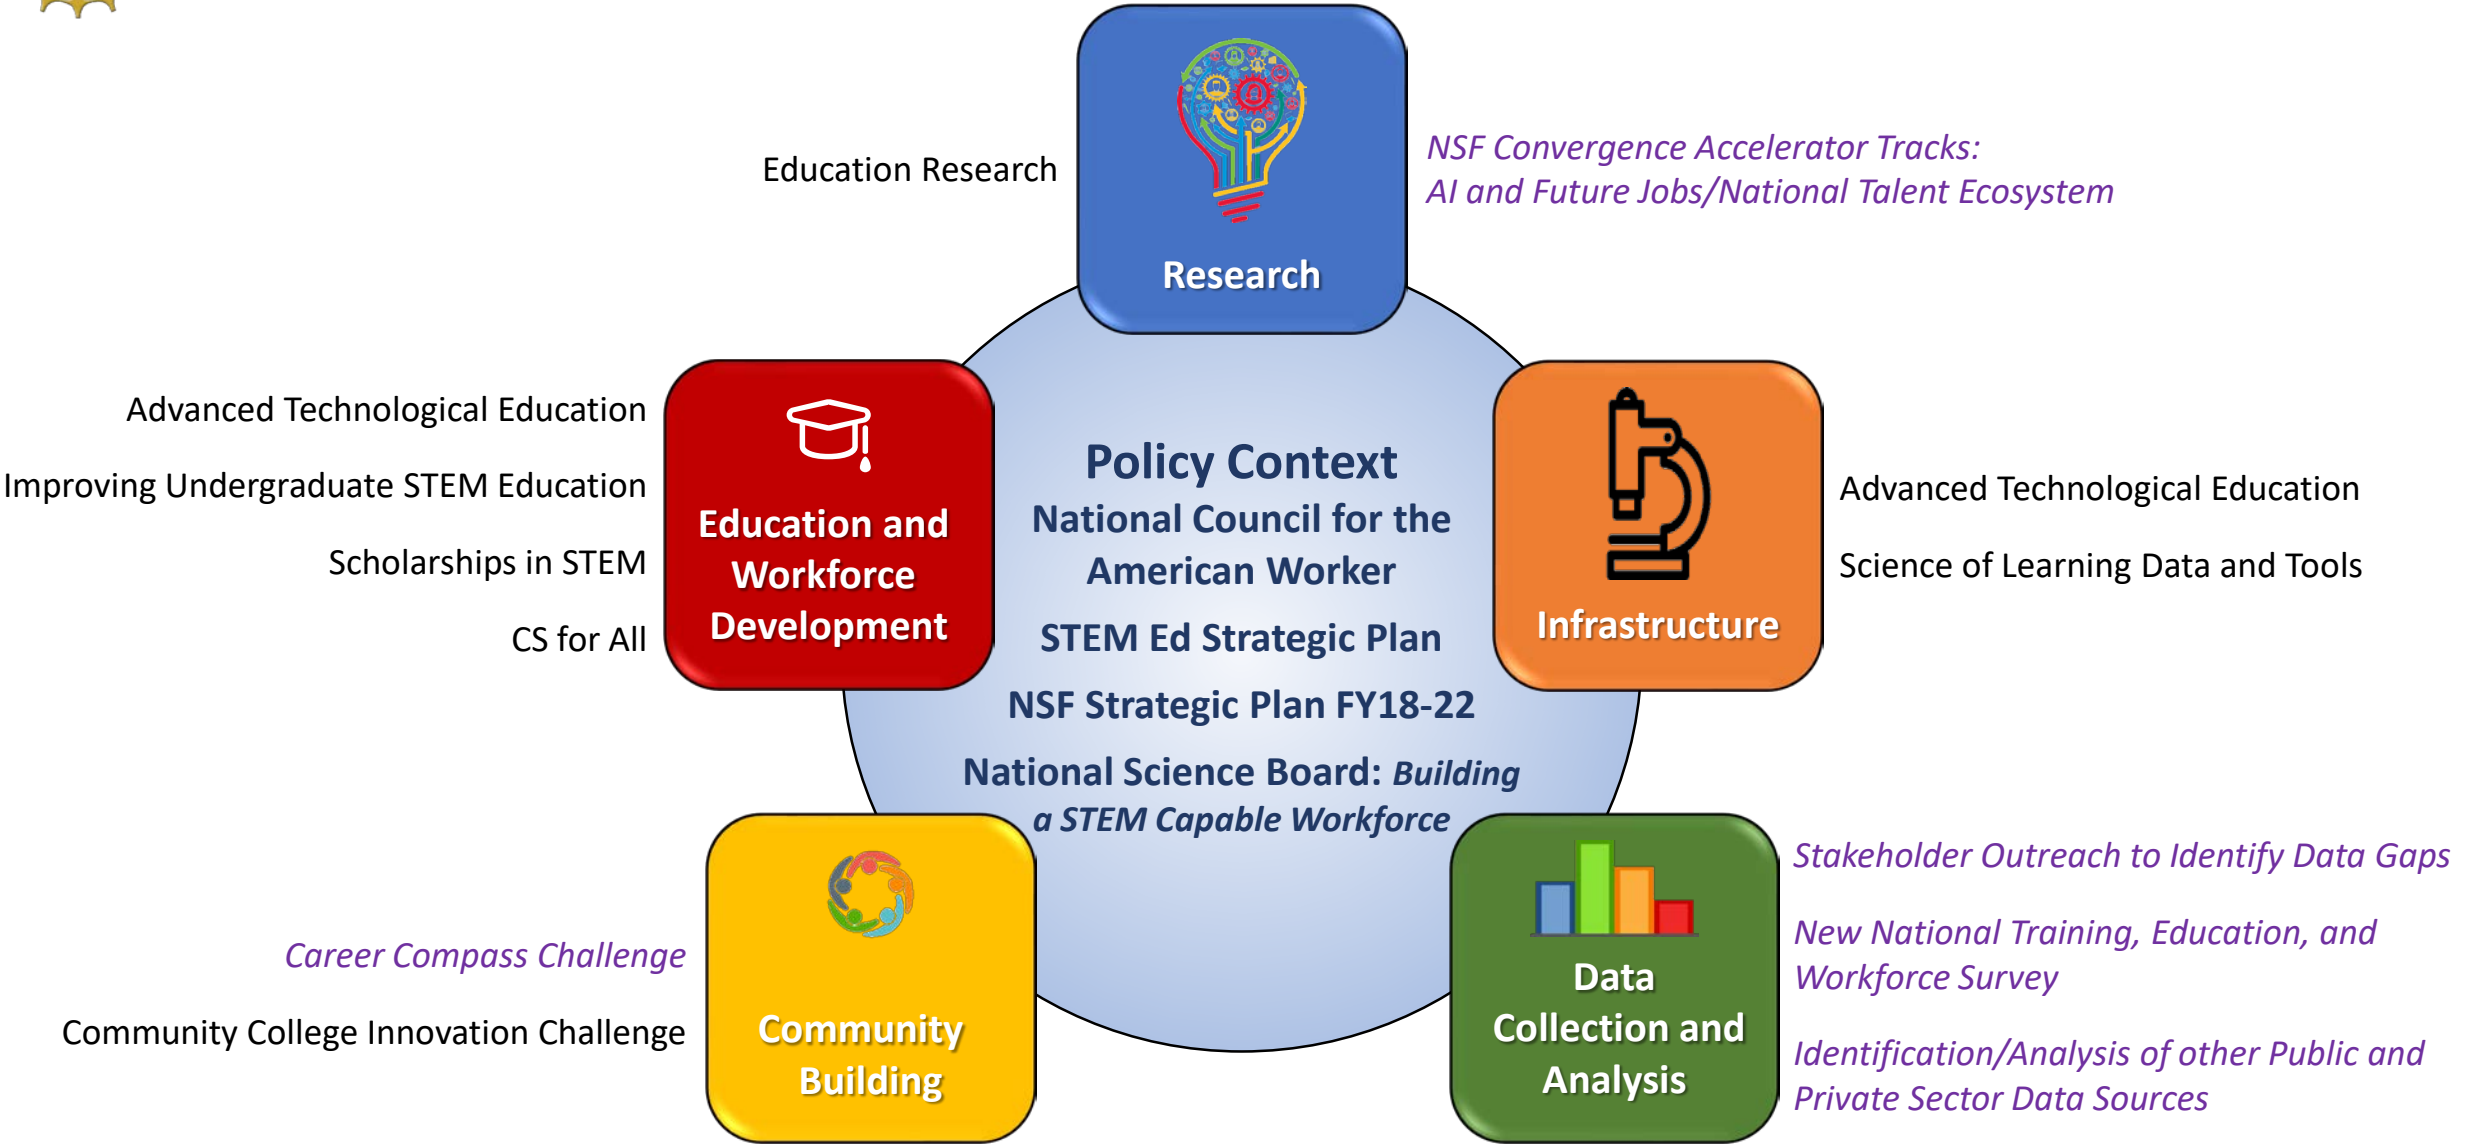 Education Research
Research
NSF Convergence Accelerator Tracks:
AI and Future Jobs/National Talent Ecosystem
Advanced Technological Education
Improving Undergraduate STEM Education
Scholarships in STEM
CS for All
Education and
Workforce
Development
Policy Context
National Council for the
American Worker
STEM Ed Strategic Plan
NSF Strategic Plan FY18-22
National Science Board: Building
a STEM Capable Workforce
Infrastructure
Advanced Technological Education
Science of Learning Data and Tools
Career Compass Challenge
Community College Innovation Challenge
Community
Building
Data
Collection and
Analysis
Stakeholder Outreach to Identify Data Gaps
New National Training, Education, and
Workforce Survey
Identification/Analysis of other Public and
Private Sector Data Sources